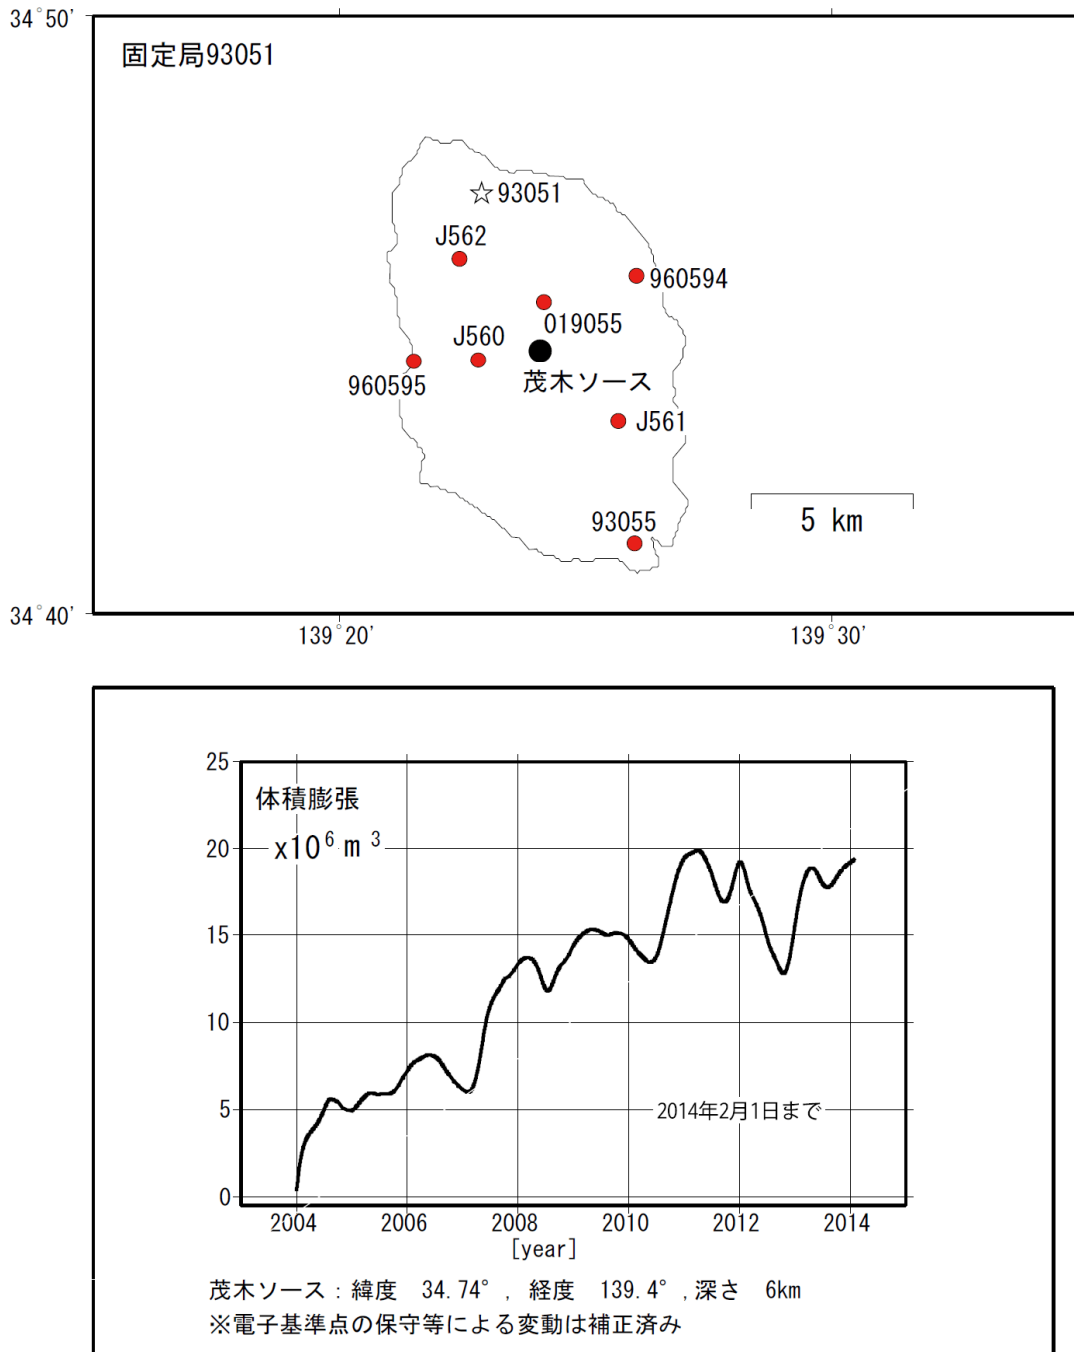 34°50'
固定局93051
93051
J562
960594
019055
J560
茂木ソース
960595
J561
93055
5 km
34°40'
139°20'
139°30'
25
体積膨張
x10⁶ m³
20
15
10
5
2014年2月1日まで
0
2004
2006
2008
2010
2012
2014
[year]
茂木ソース : 緯度 34.74° , 経度 139.4° , 深さ 6km
※電子基準点の保守等による変動は補正済み